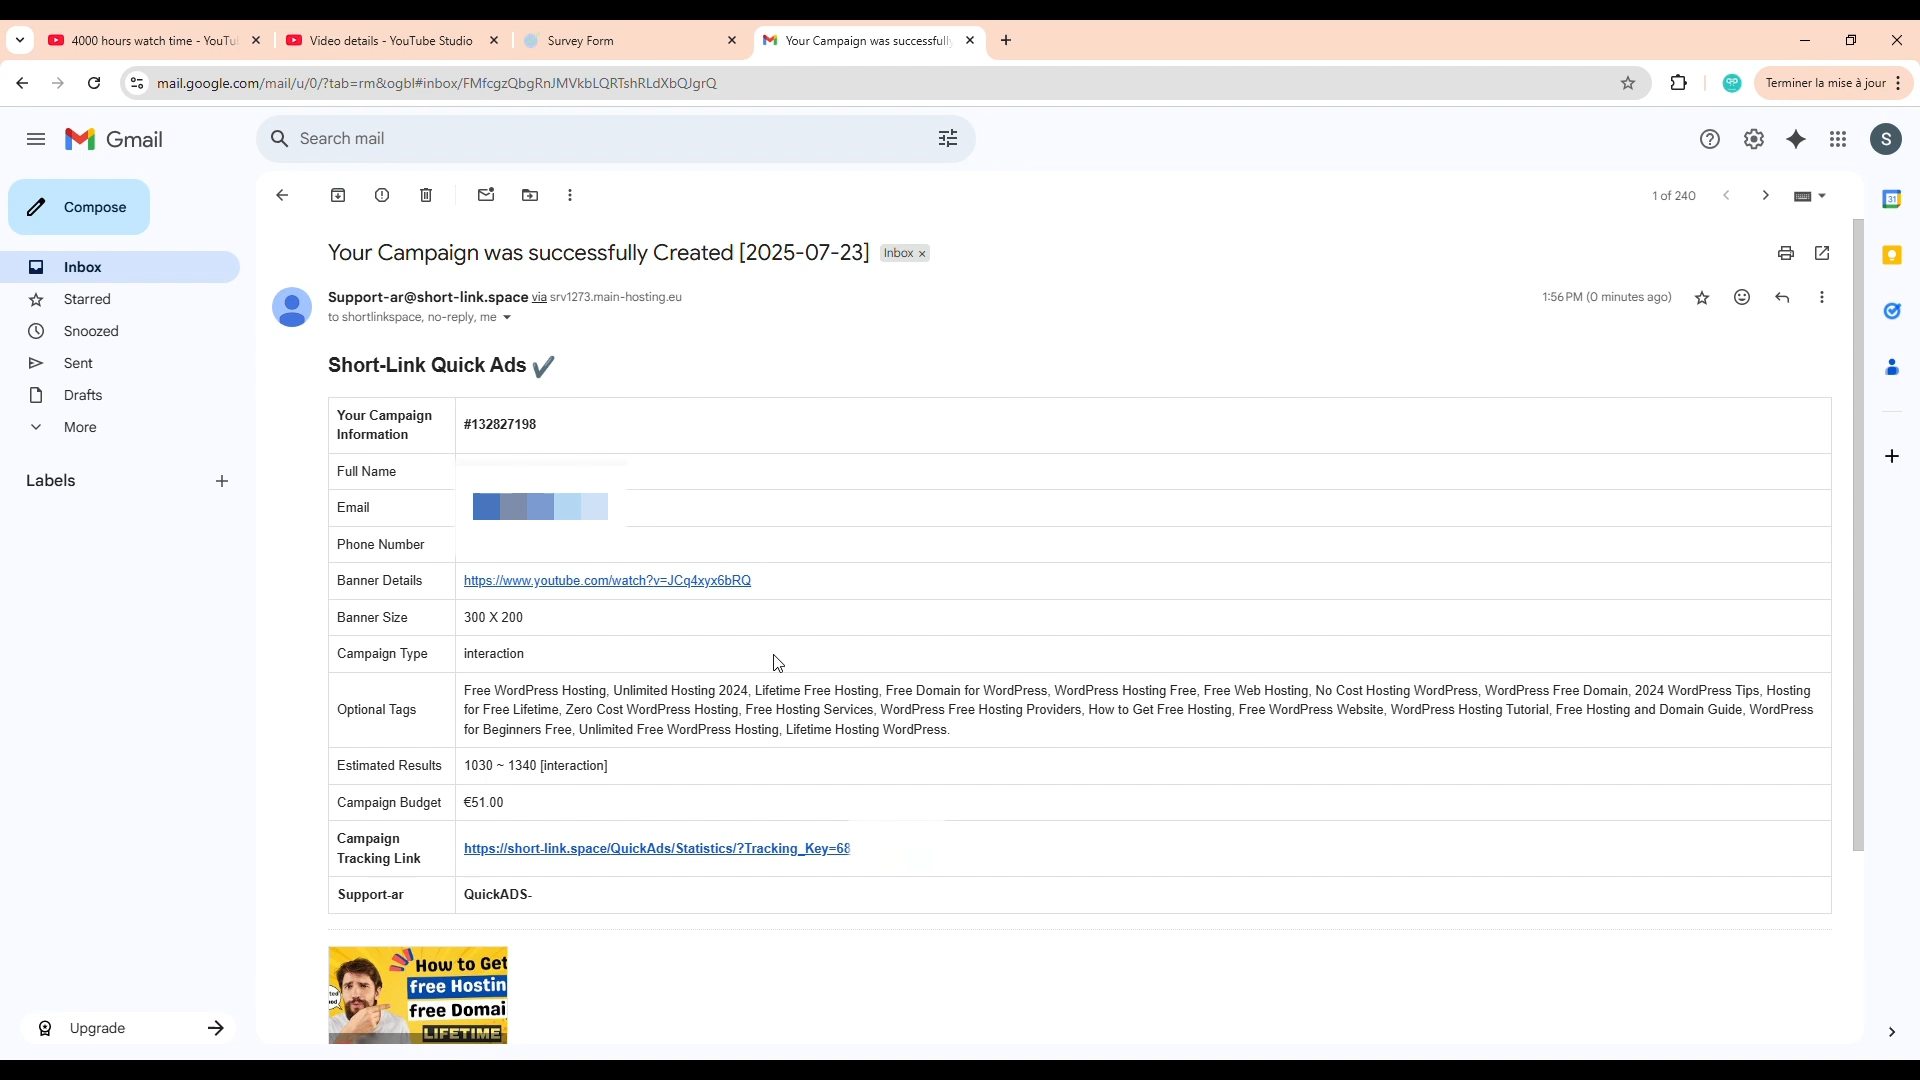 4000 hours watch time - YouTu
Video details - YouTube Studio
Survey Form
Your Campaign was successfull
mail.google.com/mail/u/0/?tab=rm&ogbl#inbox/FMfcgzQbgRnJMVkbLQRTshRLdXbQJgrQ
Terminer la mise à jour
Gmail
Search mail
S
Compose
1 of 240
Inbox
Starred
Snoozed
Sent
Drafts
More
Labels
Upgrade
Your Campaign was successfully Created [2025-07-23] Inbox x
Support-ar@short-link.space via srv1273.main-hosting.eu
1:56 PM (0 minutes ago)
to shortlinkspace, no-reply, me
Short-Link Quick Ads ✔
Your Campaign
Information
#132827198
Full Name
Email
Phone Number
Banner Details https://www.youtube.com/watch?v=JCq4xyx6bRQ
Banner Size 300 X 200
Campaign Type interaction
Optional Tags
Free WordPress Hosting, Unlimited Hosting 2024, Lifetime Free Hosting, Free Domain for WordPress, WordPress Hosting Free, Free Web Hosting, No Cost Hosting WordPress, WordPress Free Domain, 2024 WordPress Tips, Hosting
for Free Lifetime, Zero Cost WordPress Hosting, Free Hosting Services, WordPress Free Hosting Providers, How to Get Free Hosting, Free WordPress Website, WordPress Hosting Tutorial, Free Hosting and Domain Guide, WordPress
for Beginners Free, Unlimited Free WordPress Hosting, Lifetime Hosting WordPress.
Estimated Results 1030 ~ 1340 [interaction]
Campaign Budget €51.00
Campaign
Tracking Link
https://short-link.space/QuickAds/Statistics/?Tracking_Key=68
Support-ar QuickADS-
How to Get
free Hostin
free Domai
LIFETIME
31